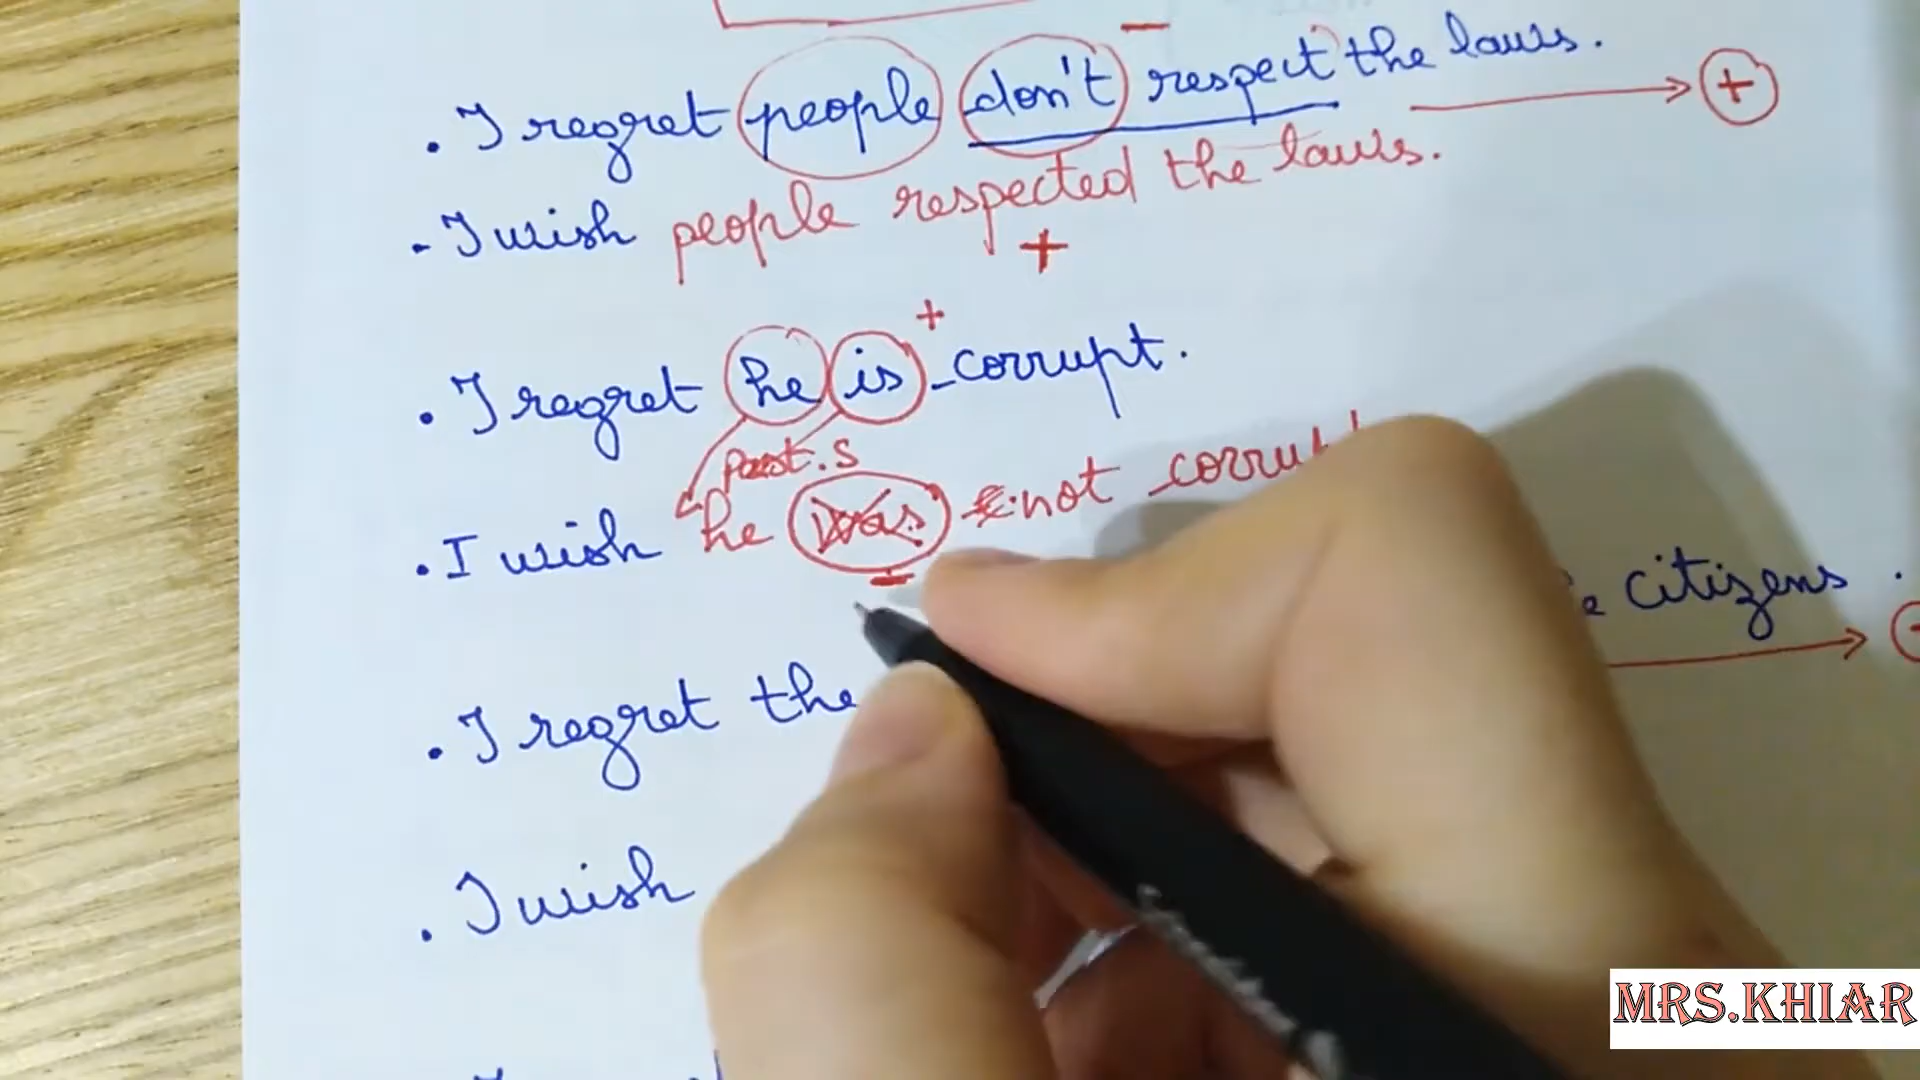 . I regret people don't respect the laws. +
- I wish people respected the laws.
+
+
. I regret he is corrupt.
past.s
. I wish he was not
-
citizens.
. I regret the
. I wish
MRS.KHIAR